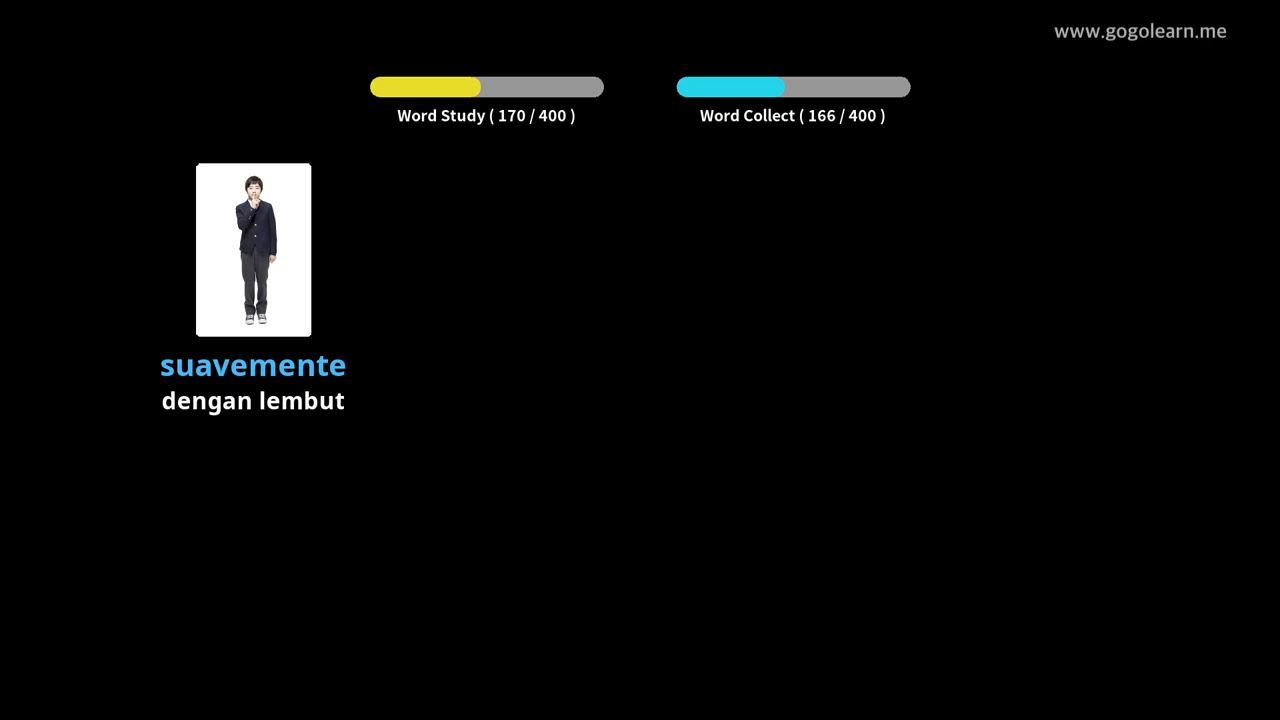 www.gogolearn.me
Word Study ( 170 / 400 )
Word Collect ( 166 / 400 )
suavemente
dengan lembut